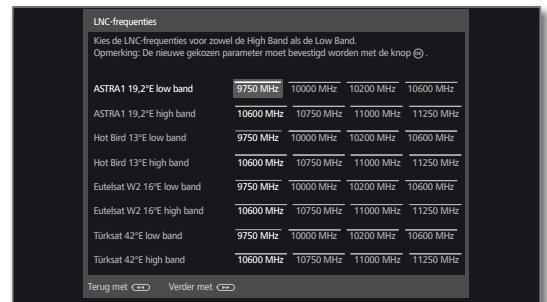 LNC-frequenties
Kies de LNC-frequenties voor zowel de High Band als de Low Band.
Opmerking: De nieuwe gekozen parameter moet bevestigd worden met de knop OK.
ASTRA1 19,2°E low band 9750 MHz 10000 MHz 10200 MHz 10600 MHz
ASTRA1 19,2°E high band 10600 MHz 10750 MHz 11000 MHz 11250 MHz
Hot Bird 13°E low band 9750 MHz 10000 MHz 10200 MHz 10600 MHz
Hot Bird 13°E high band 10600 MHz 10750 MHz 11000 MHz 11250 MHz
Eutelsat W2 16°E low band 9750 MHz 10000 MHz 10200 MHz 10600 MHz
Eutelsat W2 16°E high band 10600 MHz 10750 MHz 11000 MHz 11250 MHz
Türksat 42°E low band 9750 MHz 10000 MHz 10200 MHz 10600 MHz
Türksat 42°E high band 10600 MHz 10750 MHz 11000 MHz 11250 MHz
Terug met Verder met